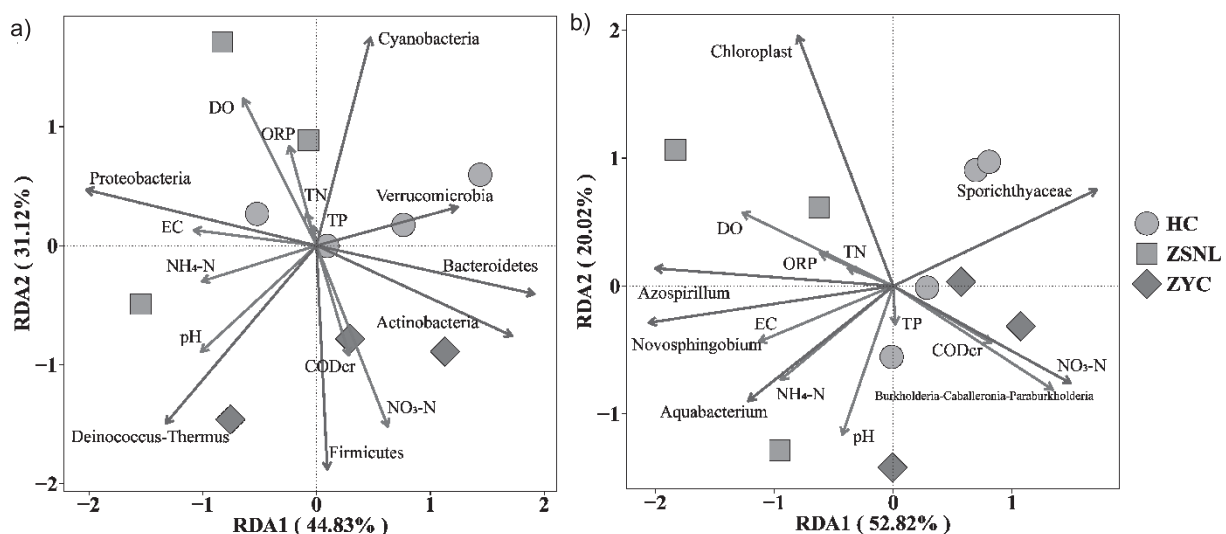 a)
Cyanobacteria
DO
ORP
Proteobacteria
TN
Verrucomicrobia
TP
EC
NH₄-N
Bacteroidetes
pH
Actinobacteria
CODcr
NO₃-N
Deinococcus-Thermus
Firmicutes
1
0
−1
−2
−2
−1
0
1
2
RDA2 ( 31.12% )
RDA1 ( 44.83% )
b)
Chloroplast
Sporichthyaceae
DO
ORP
TN
Azospirillum
EC
TP
Novosphingobium
CODcr
NO₃-N
NH₄-N
Burkholderia-Caballeronia-Paraburkholderia
Aquabacterium
pH
2
1
0
−1
−2
−1
0
1
RDA2 ( 20.02% )
RDA1 ( 52.82% )
HC
ZSNL
ZYC